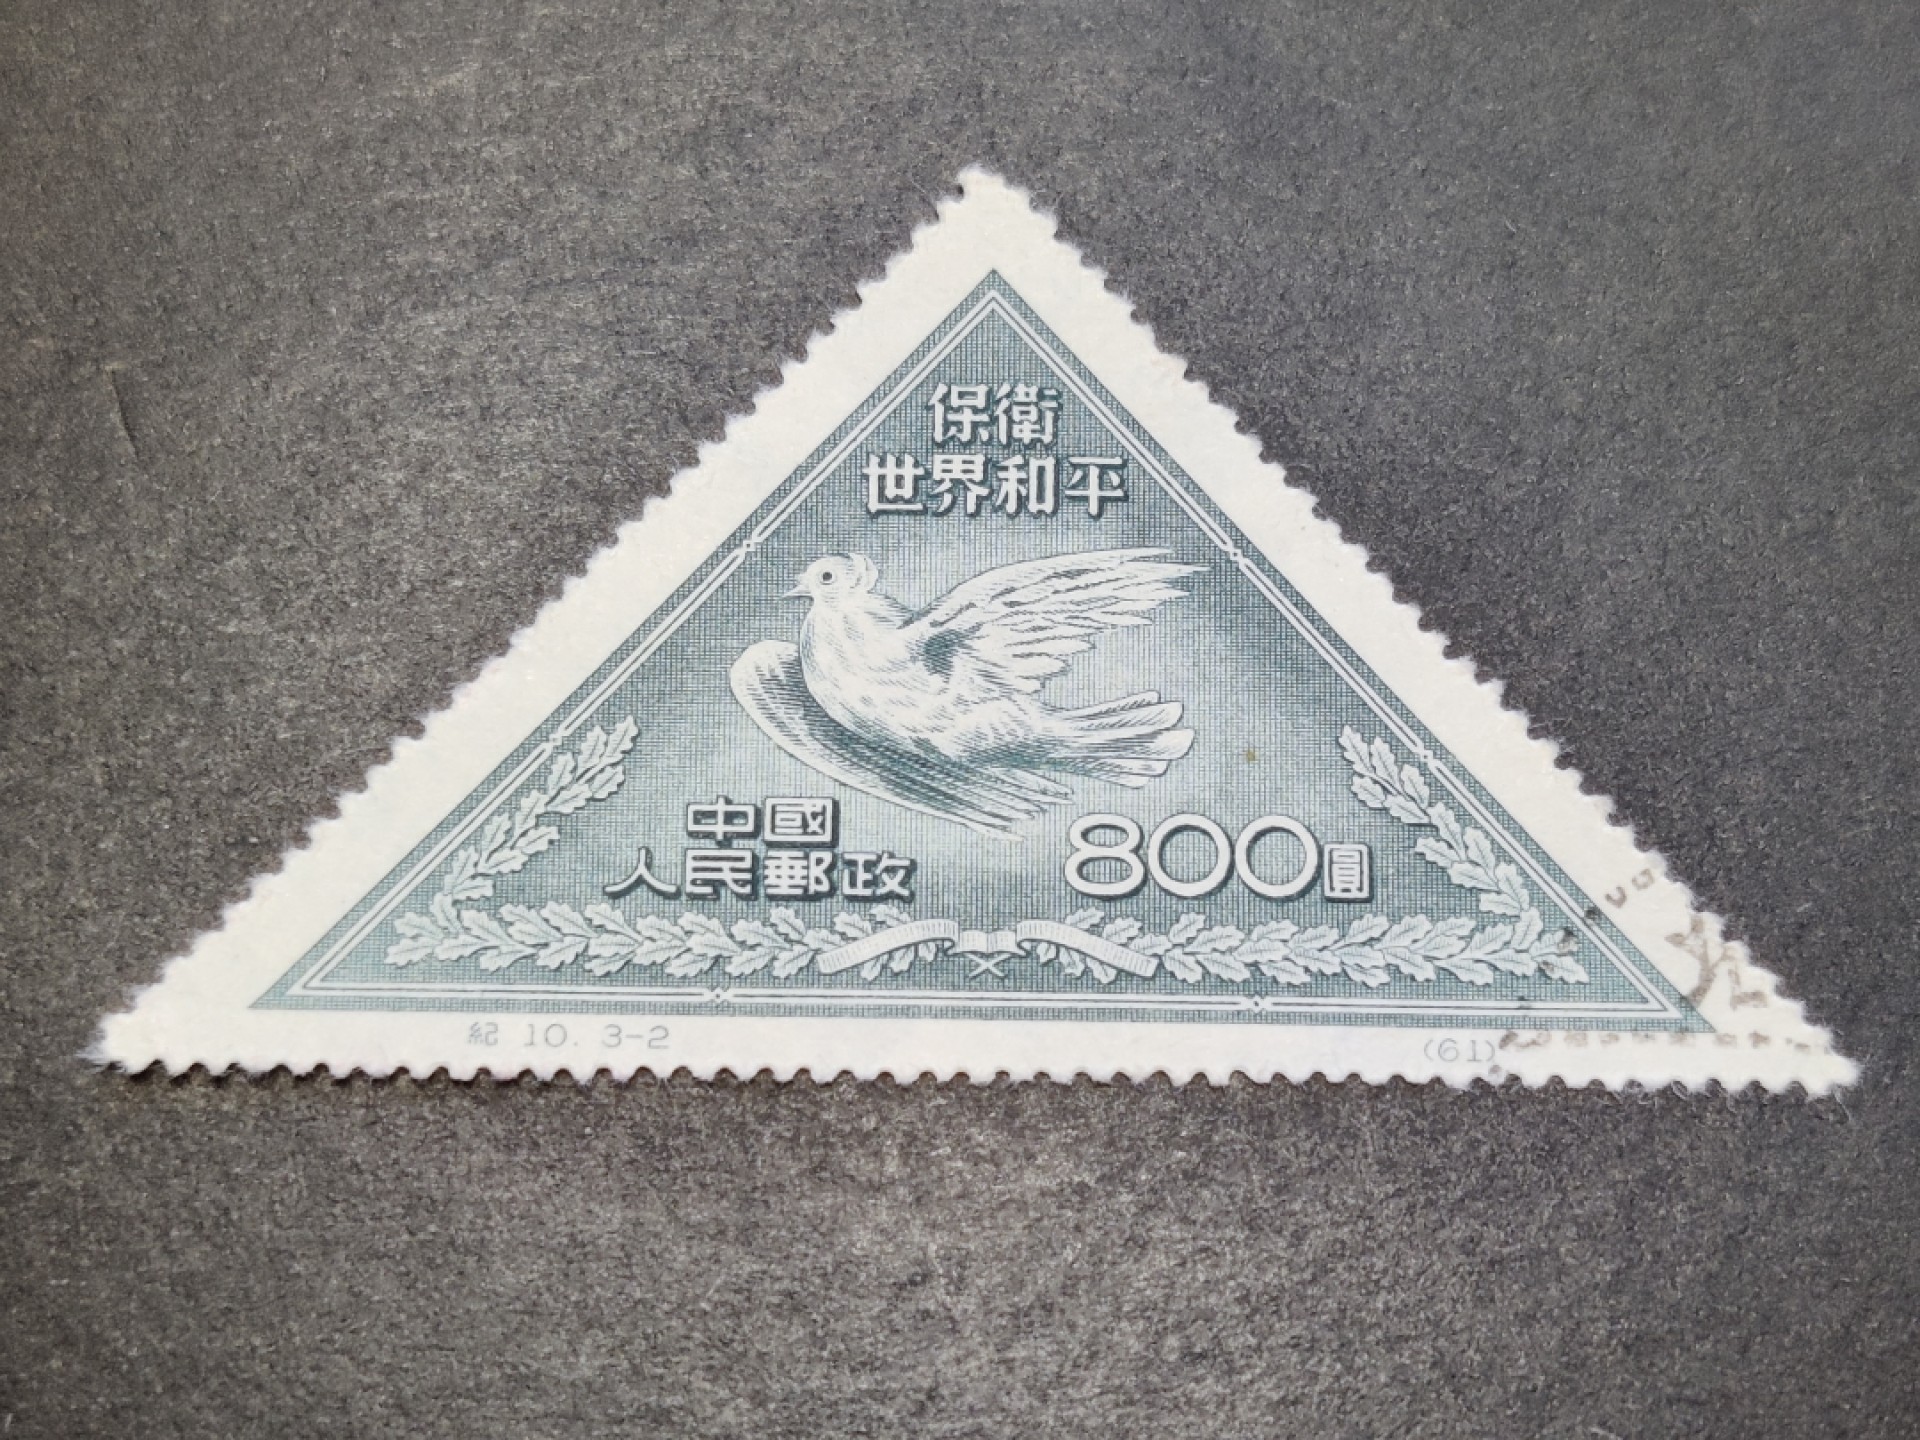 保衛
世界和平
中國
人民郵政
800圓
紀 10. 3-2
(61)